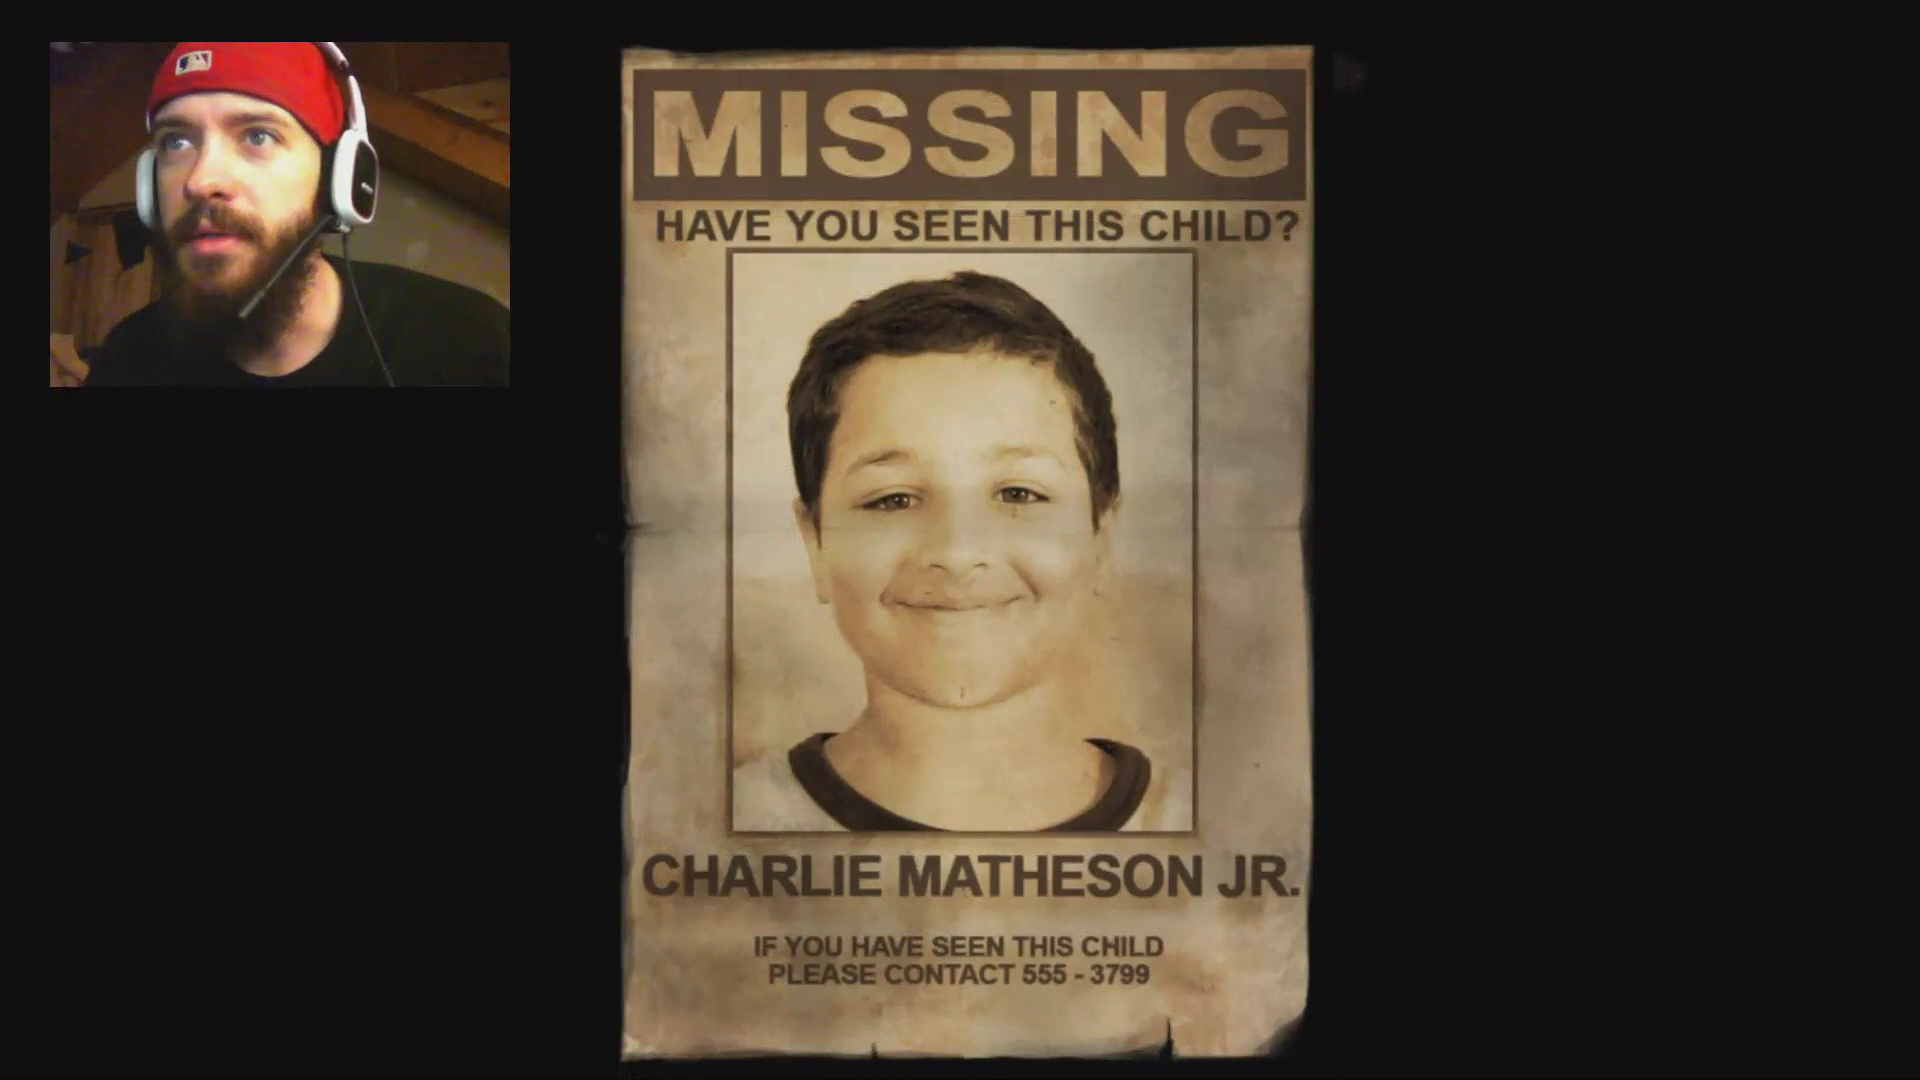 MISSING
HAVE YOU SEEN THIS CHILD?
CHARLIE MATHESON JR.
IF YOU HAVE SEEN THIS CHILD
PLEASE CONTACT 555 - 3799